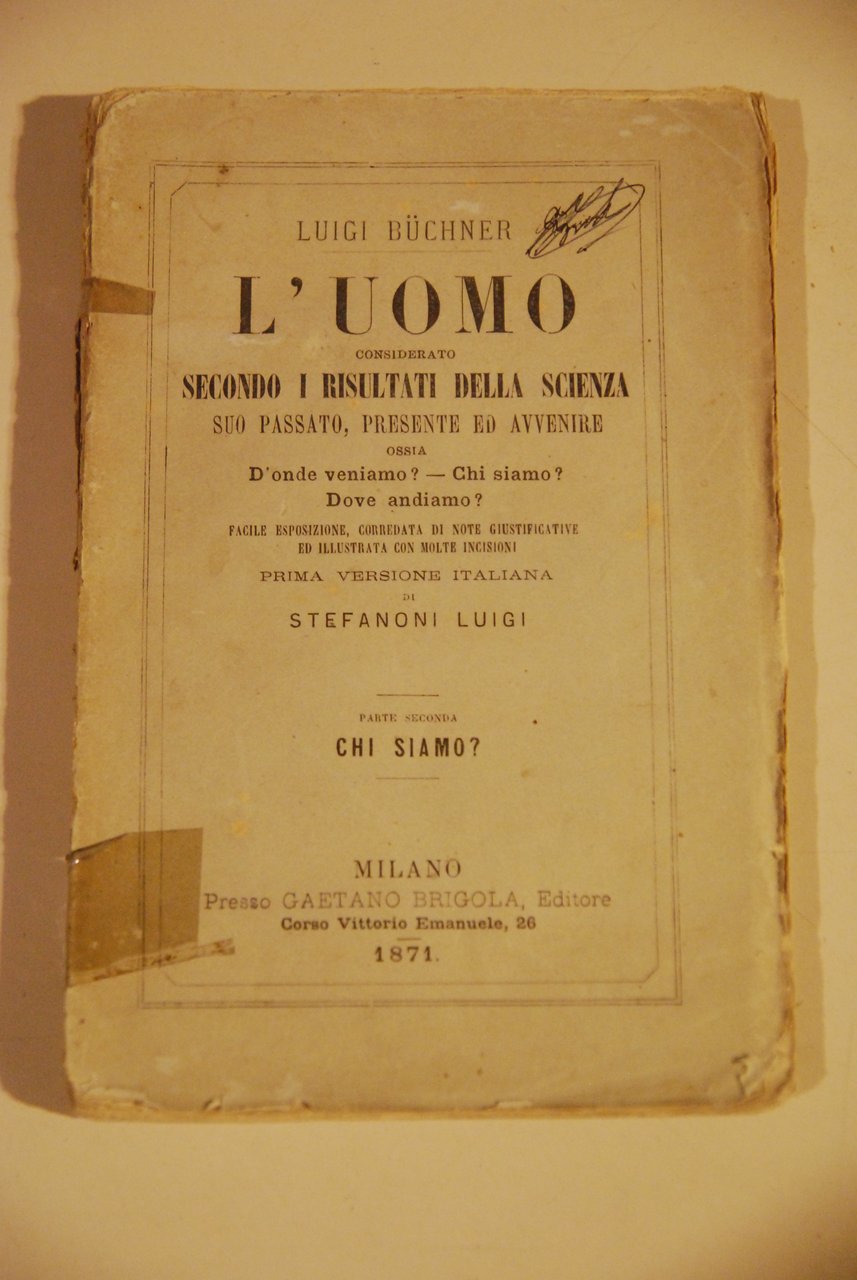 LUIGI BÜCHNER
L'UOMO
CONSIDERATO
SECONDO I RISULTATI DELLA SCIENZA
SUO PASSATO, PRESENTE ED AVVENIRE
OSSIA
D'onde veniamo? — Chi siamo?
Dove andiamo?
FACILE ESPOSIZIONE, CORREDATA DI NOTE GIUSTIFICATIVE
ED ILLUSTRATA CON MOLTE INCISIONI
PRIMA VERSIONE ITALIANA
DI
STEFANONI LUIGI
PARTE SECONDA
CHI SIAMO?
MILANO
Presso GAETANO BRIGOLA, Editore
Corso Vittorio Emanuele, 26
1871.